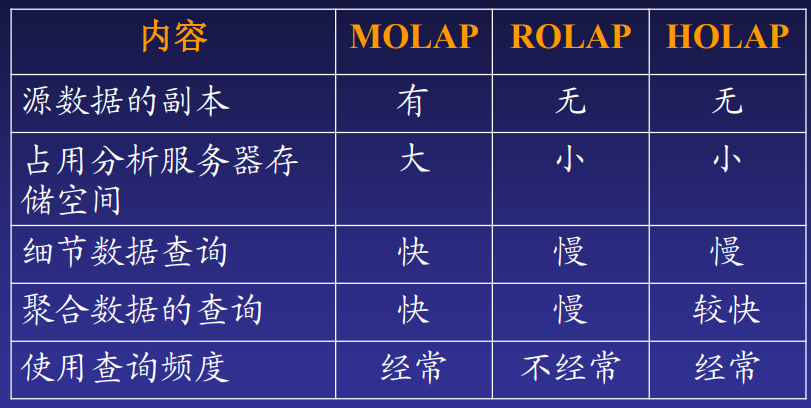 内容 MOLAP ROLAP HOLAP
源数据的副本 有 无 无
占用分析服务器存 大 小 小
储空间
细节数据查询 快 慢 慢
聚合数据的查询 快 慢 较快
使用查询频度 经常 不经常 经常